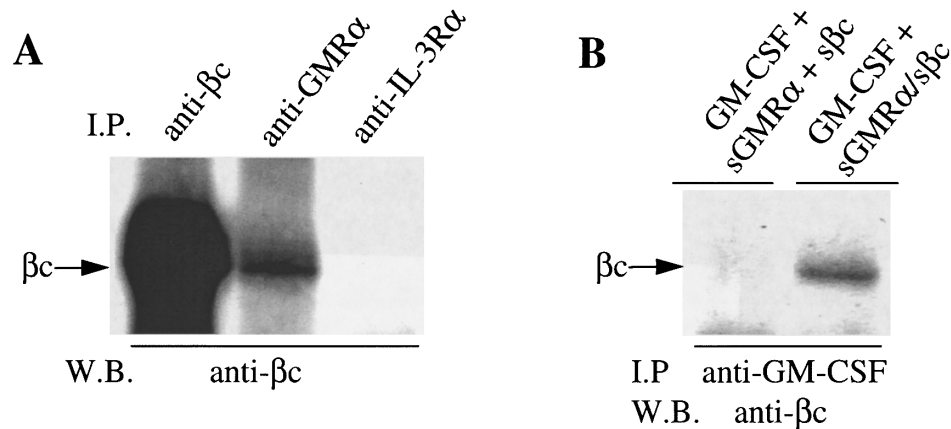 A
I.P.
anti-βc
anti-GMRα
anti-IL-3Rα
βc
W.B.
anti-βc
B
GM-CSF +
sGMRα + sβc
GM-CSF +
sGMRα/sβc
βc
I.P anti-GM-CSF
W.B. anti-βc